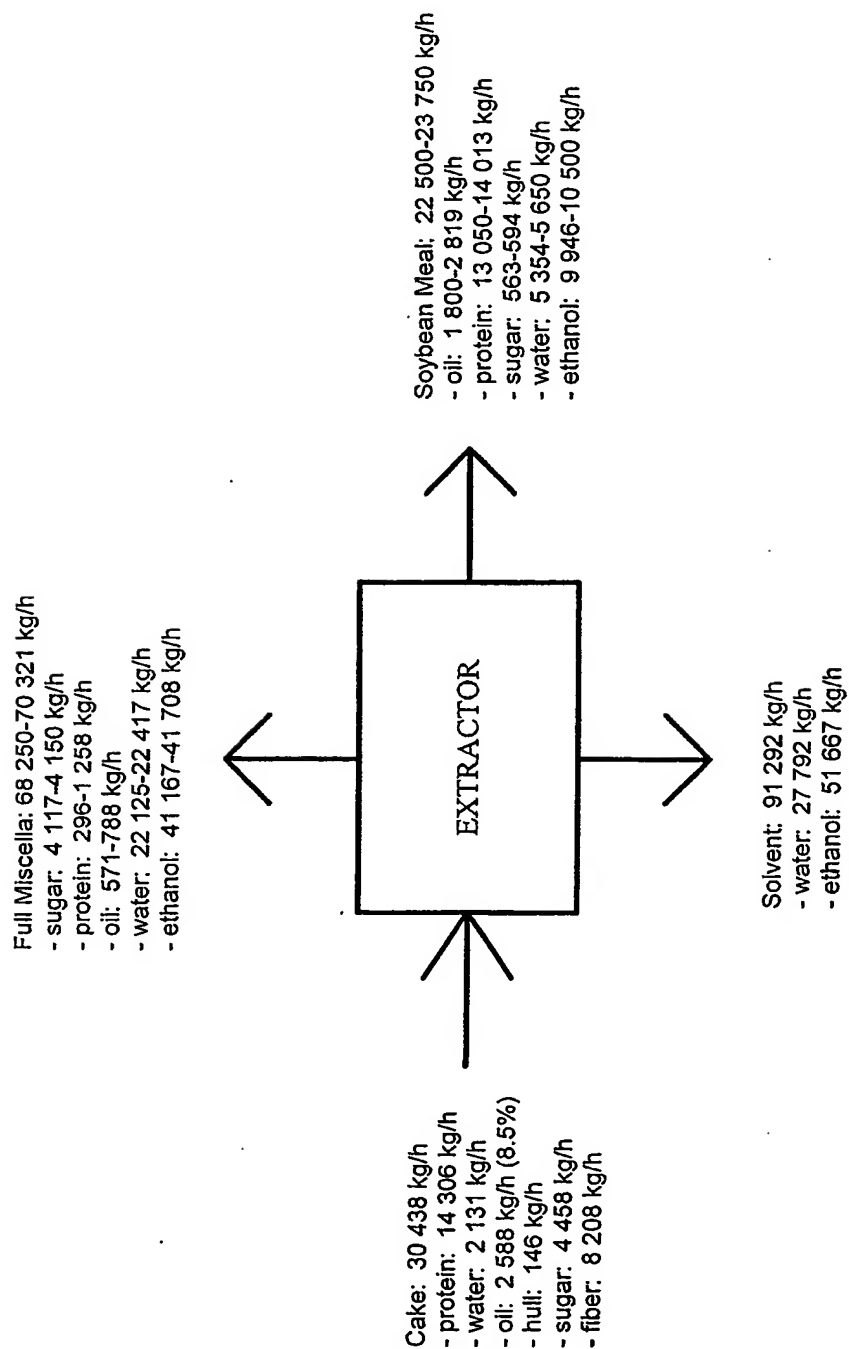 Full Miscella: 68 250-70 321 kg/h
- sugar: 4 117-4 150 kg/h
- protein: 296-1 258 kg/h
- oil: 571-788 kg/h
- water: 22 125-22 417 kg/h
- ethanol: 41 167-41 708 kg/h
Cake: 30 438 kg/h
- protein: 14 306 kg/h
- water: 2 131 kg/h
- oil: 2 588 kg/h (8.5%)
- hull: 146 kg/h
- sugar: 4 458 kg/h
- fiber: 8 208 kg/h
EXTRACTOR
Soybean Meal: 22 500-23 750 kg/h
- oil: 1 800-2 819 kg/h
- protein: 13 050-14 013 kg/h
- sugar: 563-594 kg/h
- water: 5 354-5 650 kg/h
- ethanol: 9 946-10 500 kg/h
Solvent: 91 292 kg/h
- water: 27 792 kg/h
- ethanol: 51 667 kg/h